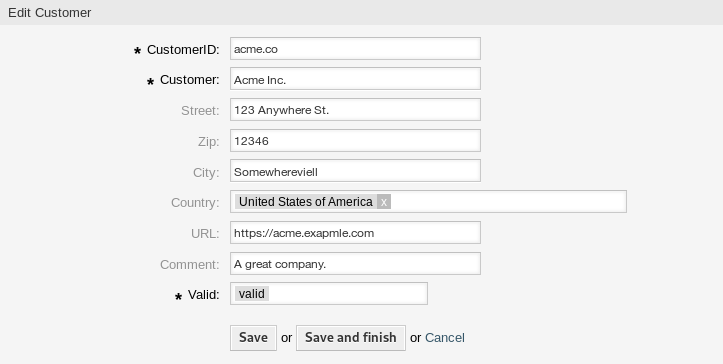 Edit Customer
* CustomerID: acme.co
* Customer: Acme Inc.
Street: 123 Anywhere St.
Zip: 12346
City: Somewhereviell
Country: United States of America x
URL: https://acme.exapmle.com
Comment: A great company.
* Valid: valid
Save or Save and finish or Cancel